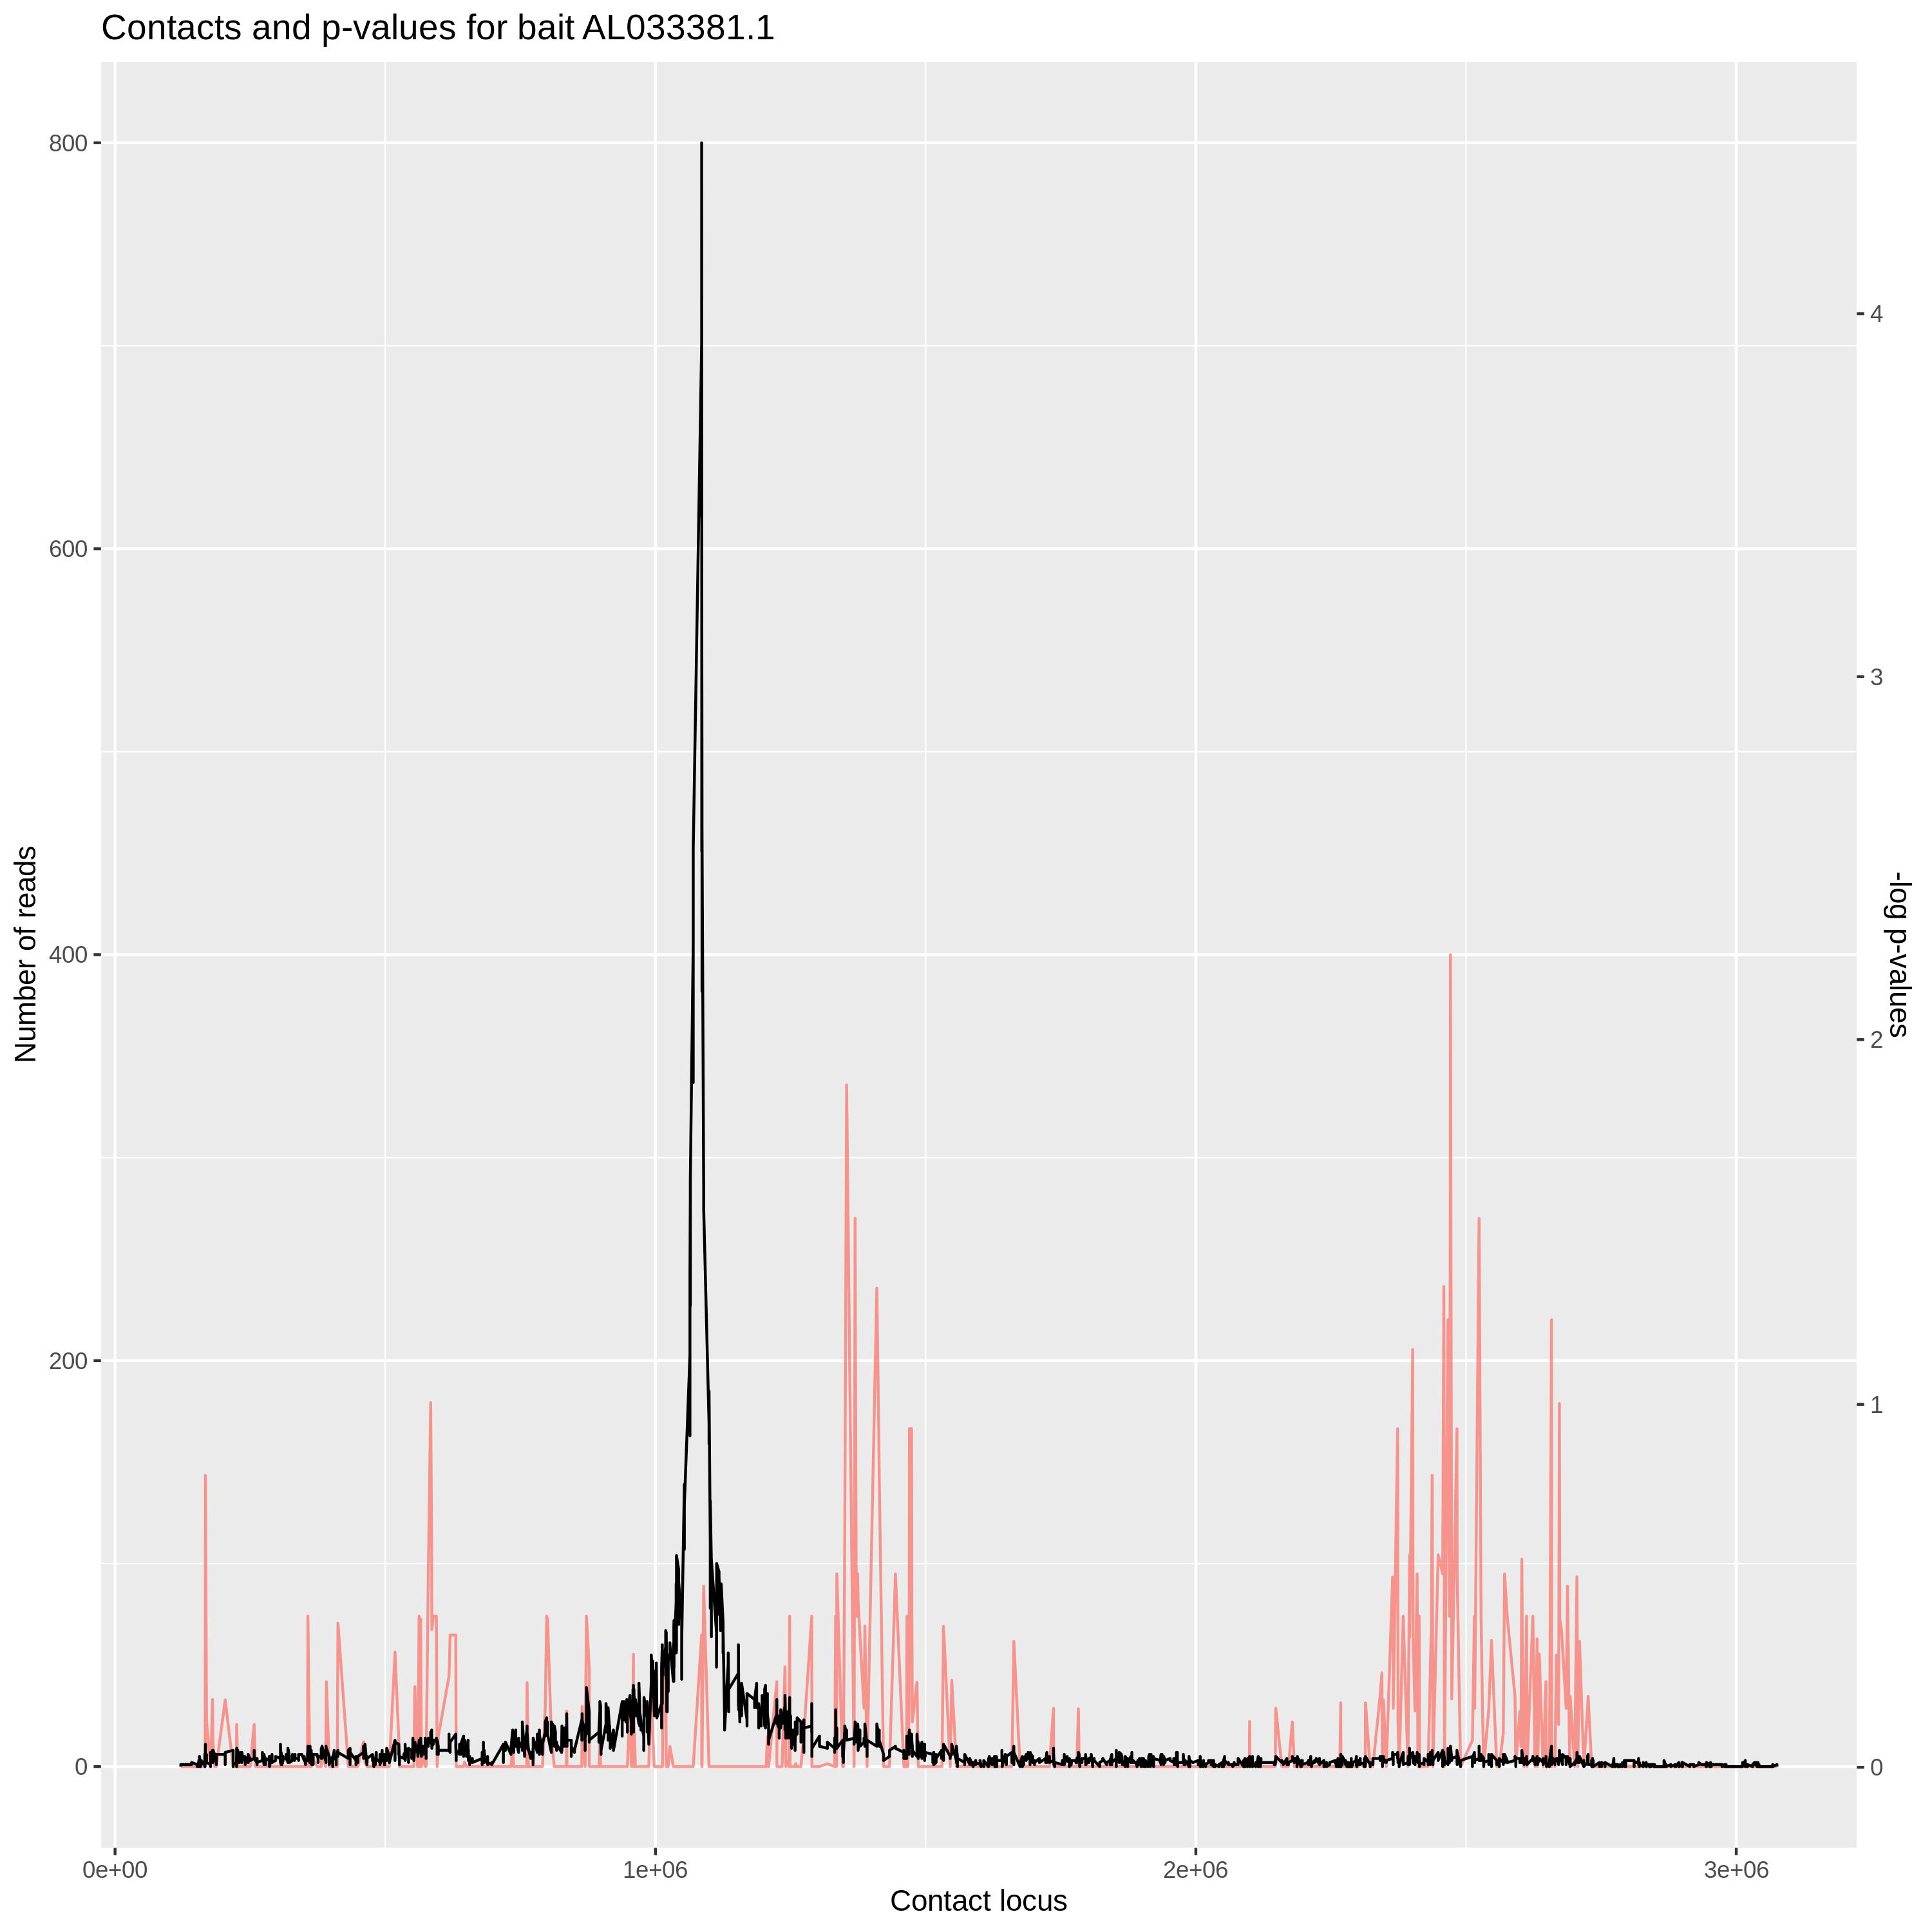 Contacts and p-values for bait AL033381.1
800
600
400
200
0
Number of reads
4
3
2
1
0
-log p-values
0e+00 1e+06 2e+06 3e+06
Contact locus